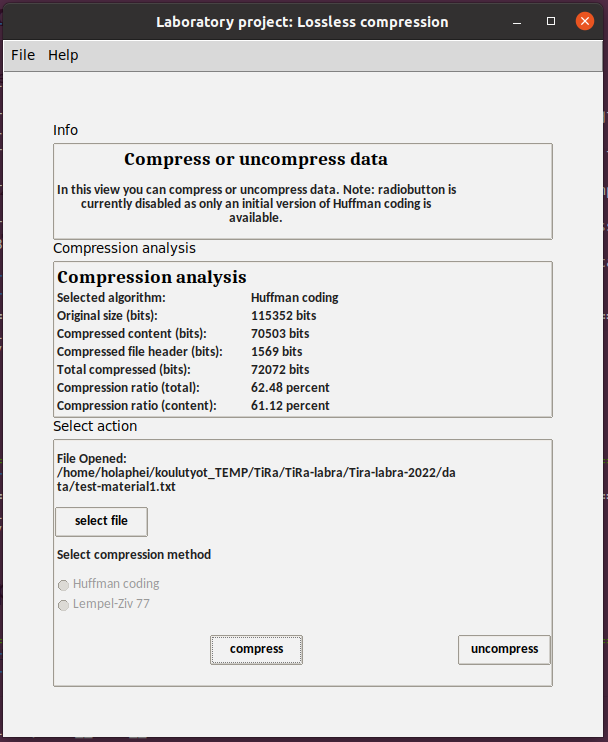 Laboratory project: Lossless compression
File Help
Info
Compress or uncompress data
In this view you can compress or uncompress data. Note: radiobutton is
currently disabled as only an initial version of Huffman coding is
available.
Compression analysis
Compression analysis
Selected algorithm: Huffman coding
Original size (bits): 115352 bits
Compressed content (bits): 70503 bits
Compressed file header (bits): 1569 bits
Total compressed (bits): 72072 bits
Compression ratio (total): 62.48 percent
Compression ratio (content): 61.12 percent
Select action
File Opened:
/home/holaphei/koulutyot_TEMP/TiRa/TiRa-labra/Tira-labra-2022/da
ta/test-material1.txt
select file
Select compression method
Huffman coding
Lempel-Ziv 77
compress uncompress